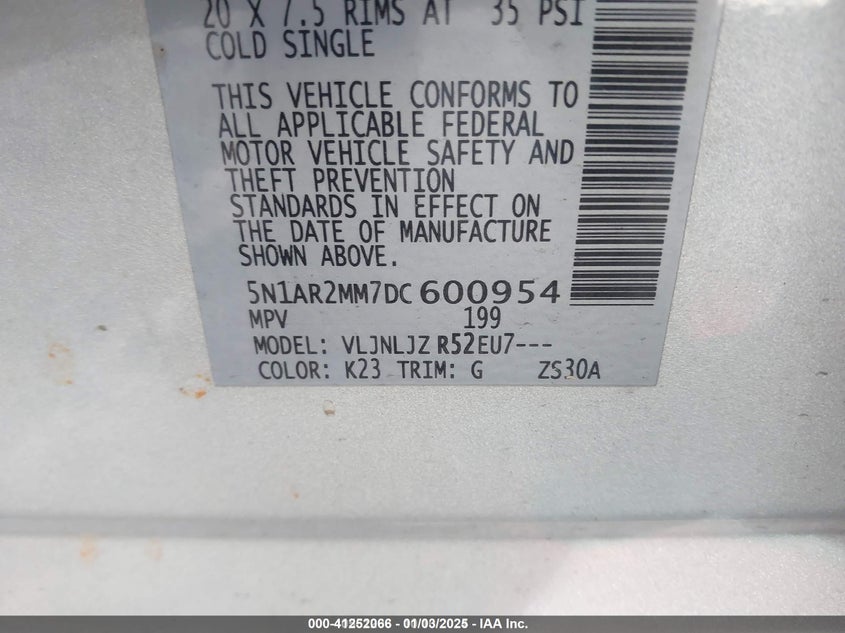 20 X 7.5 RIMS AT 35 PSI
COLD SINGLE
THIS VEHICLE CONFORMS TO
ALL APPLICABLE FEDERAL
MOTOR VEHICLE SAFETY AND
THEFT PREVENTION
STANDARDS IN EFFECT ON
THE DATE OF MANUFACTURE
SHOWN ABOVE.
5N1AR2MM7DC600954
MPV 199
MODEL: VLJNLJZ R52EU7---
COLOR: K23 TRIM: G ZS30A
000-41252066 - 01/03/2025 - IAA Inc.